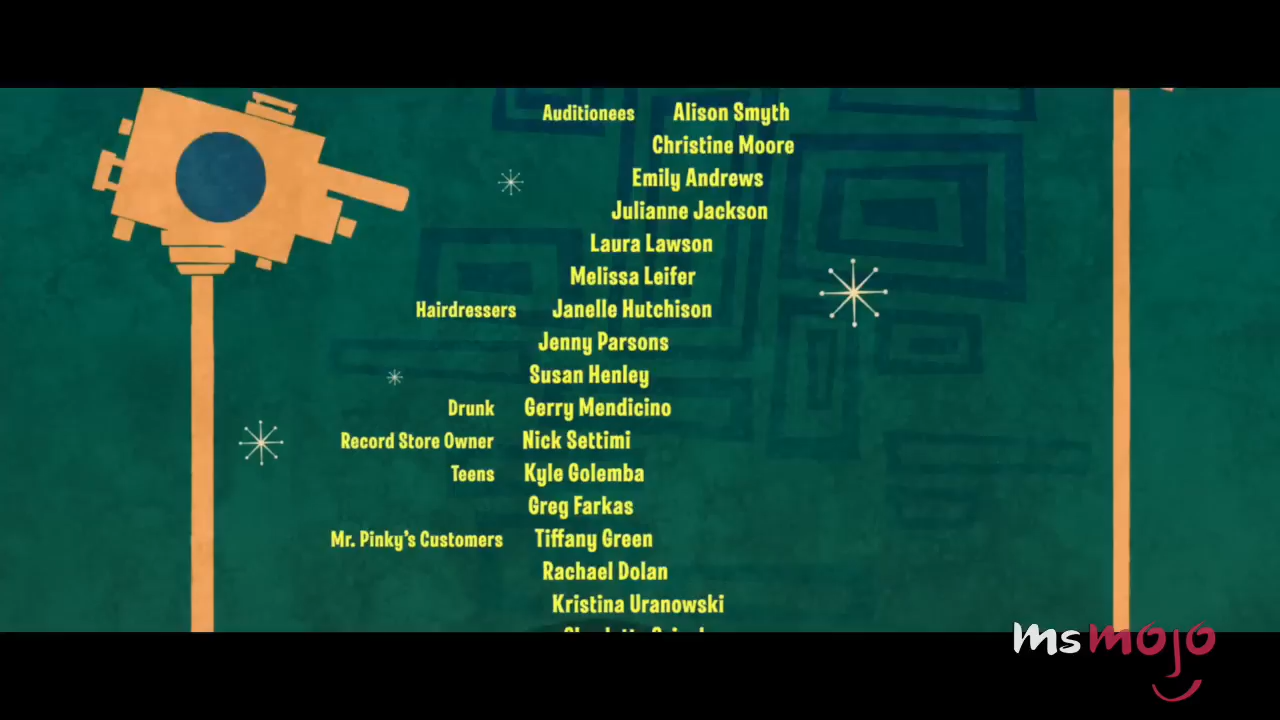 Auditionees Alison Smyth
Christine Moore
Emily Andrews
Julianne Jackson
Laura Lawson
Melissa Leifer
Hairdressers Janelle Hutchison
Jenny Parsons
Susan Henley
Drunk Gerry Mendicino
Record Store Owner Nick Settimi
Teens Kyle Golemba
Greg Farkas
Mr. Pinky's Customers Tiffany Green
Rachael Dolan
Kristina Uranowski
msmojo